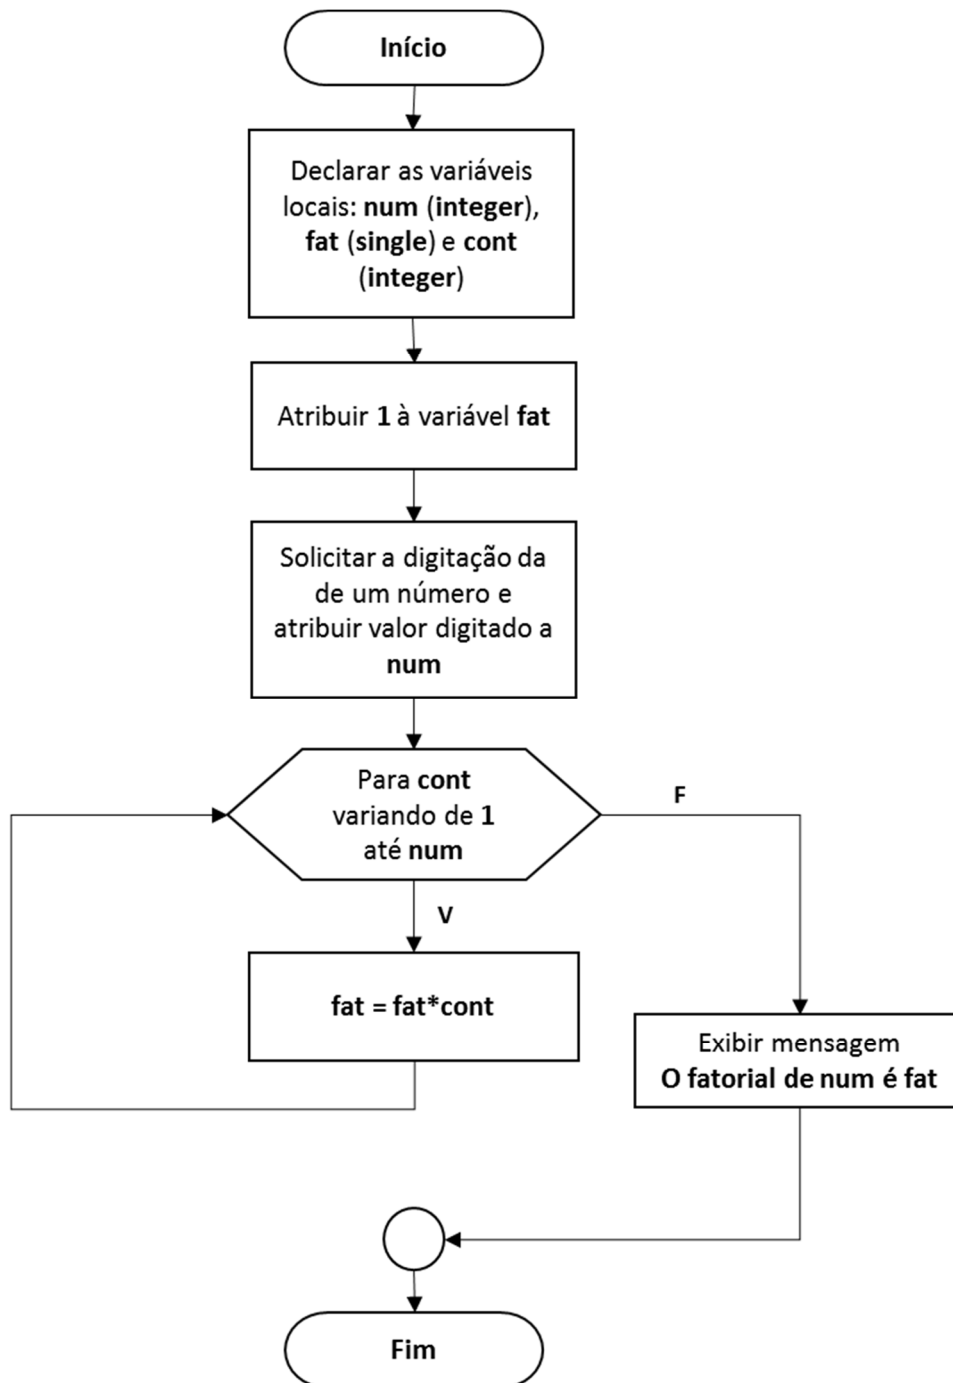 Início
Declarar as variáveis
locais: num (integer),
fat (single) e cont
(integer)
Atribuir 1 à variável fat
Solicitar a digitação da
de um número e
atribuir valor digitado a
num
Para cont
variando de 1
até num
F
V
fat = fat*cont
Exibir mensagem
O fatorial de num é fat
Fim